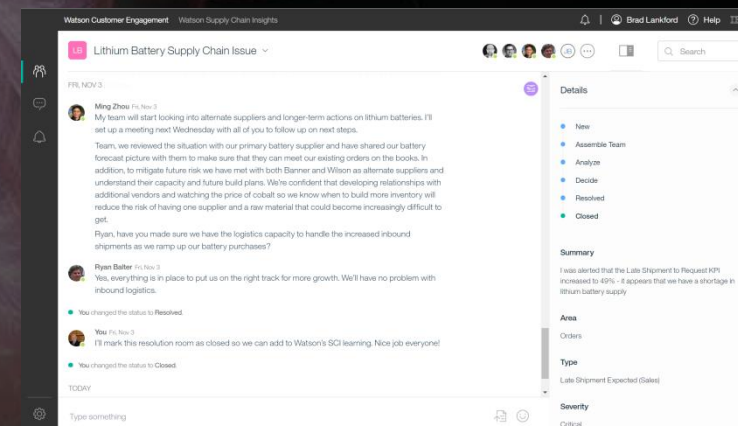 Watson Customer Engagement Watson Supply Chain Insights
Brad Lankford Help
LB Lithium Battery Supply Chain Issue
JB
Search
FRI, NOV 3
Ming Zhou Fri, Nov 3
My team will start looking into alternate suppliers and longer-term actions on lithium batteries. I'll
set up a meeting next Wednesday with all of you to follow up on next steps.
Team, we reviewed the situation with our primary battery supplier and have shared our battery
forecast picture with them to make sure that they can meet our existing orders on the books. In
addition, to mitigate future risk we have met with both Banner and Wilson as alternate suppliers and
understand their capacity and future build plans. We're confident that developing relationships with
additional vendors and watching the price of cobalt so we know when to build more inventory will
reduce the risk of having one supplier and a raw material that could become increasingly difficult to
get.
Ryan, have you made sure we have the logistics capacity to handle the increased inbound
shipments as we ramp up our battery purchases?
Ryan Balter Fri, Nov 3
Yes, everything is in place to put us on the right track for more growth. We'll have no problem with
inbound logistics.
You changed the status to Resolved.
You Fri, Nov 3
I'll mark this resolution room as closed so we can add to Watson's SCI learning. Nice job everyone!
You changed the status to Closed.
TODAY
Type something
Details
New
Assemble Team
Analyze
Decide
Resolved
Closed
Summary
I was alerted that the Late Shipment to Request KPI
increased to 49% - it appears that we have a shortage in
lithium battery supply
Area
Orders
Type
Late Shipment Expected (Sales)
Severity
Critical